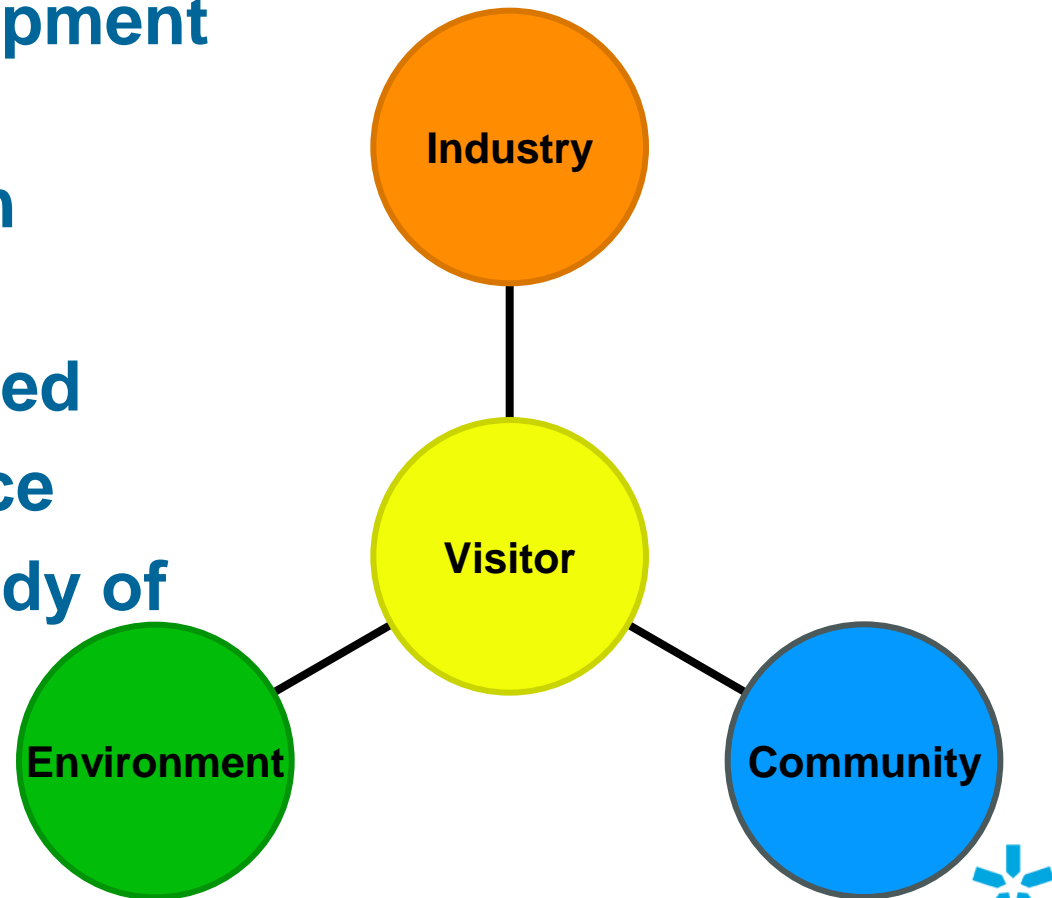 pment
Industry
n
ed
ce
Visitor
dy of
Environment
Community